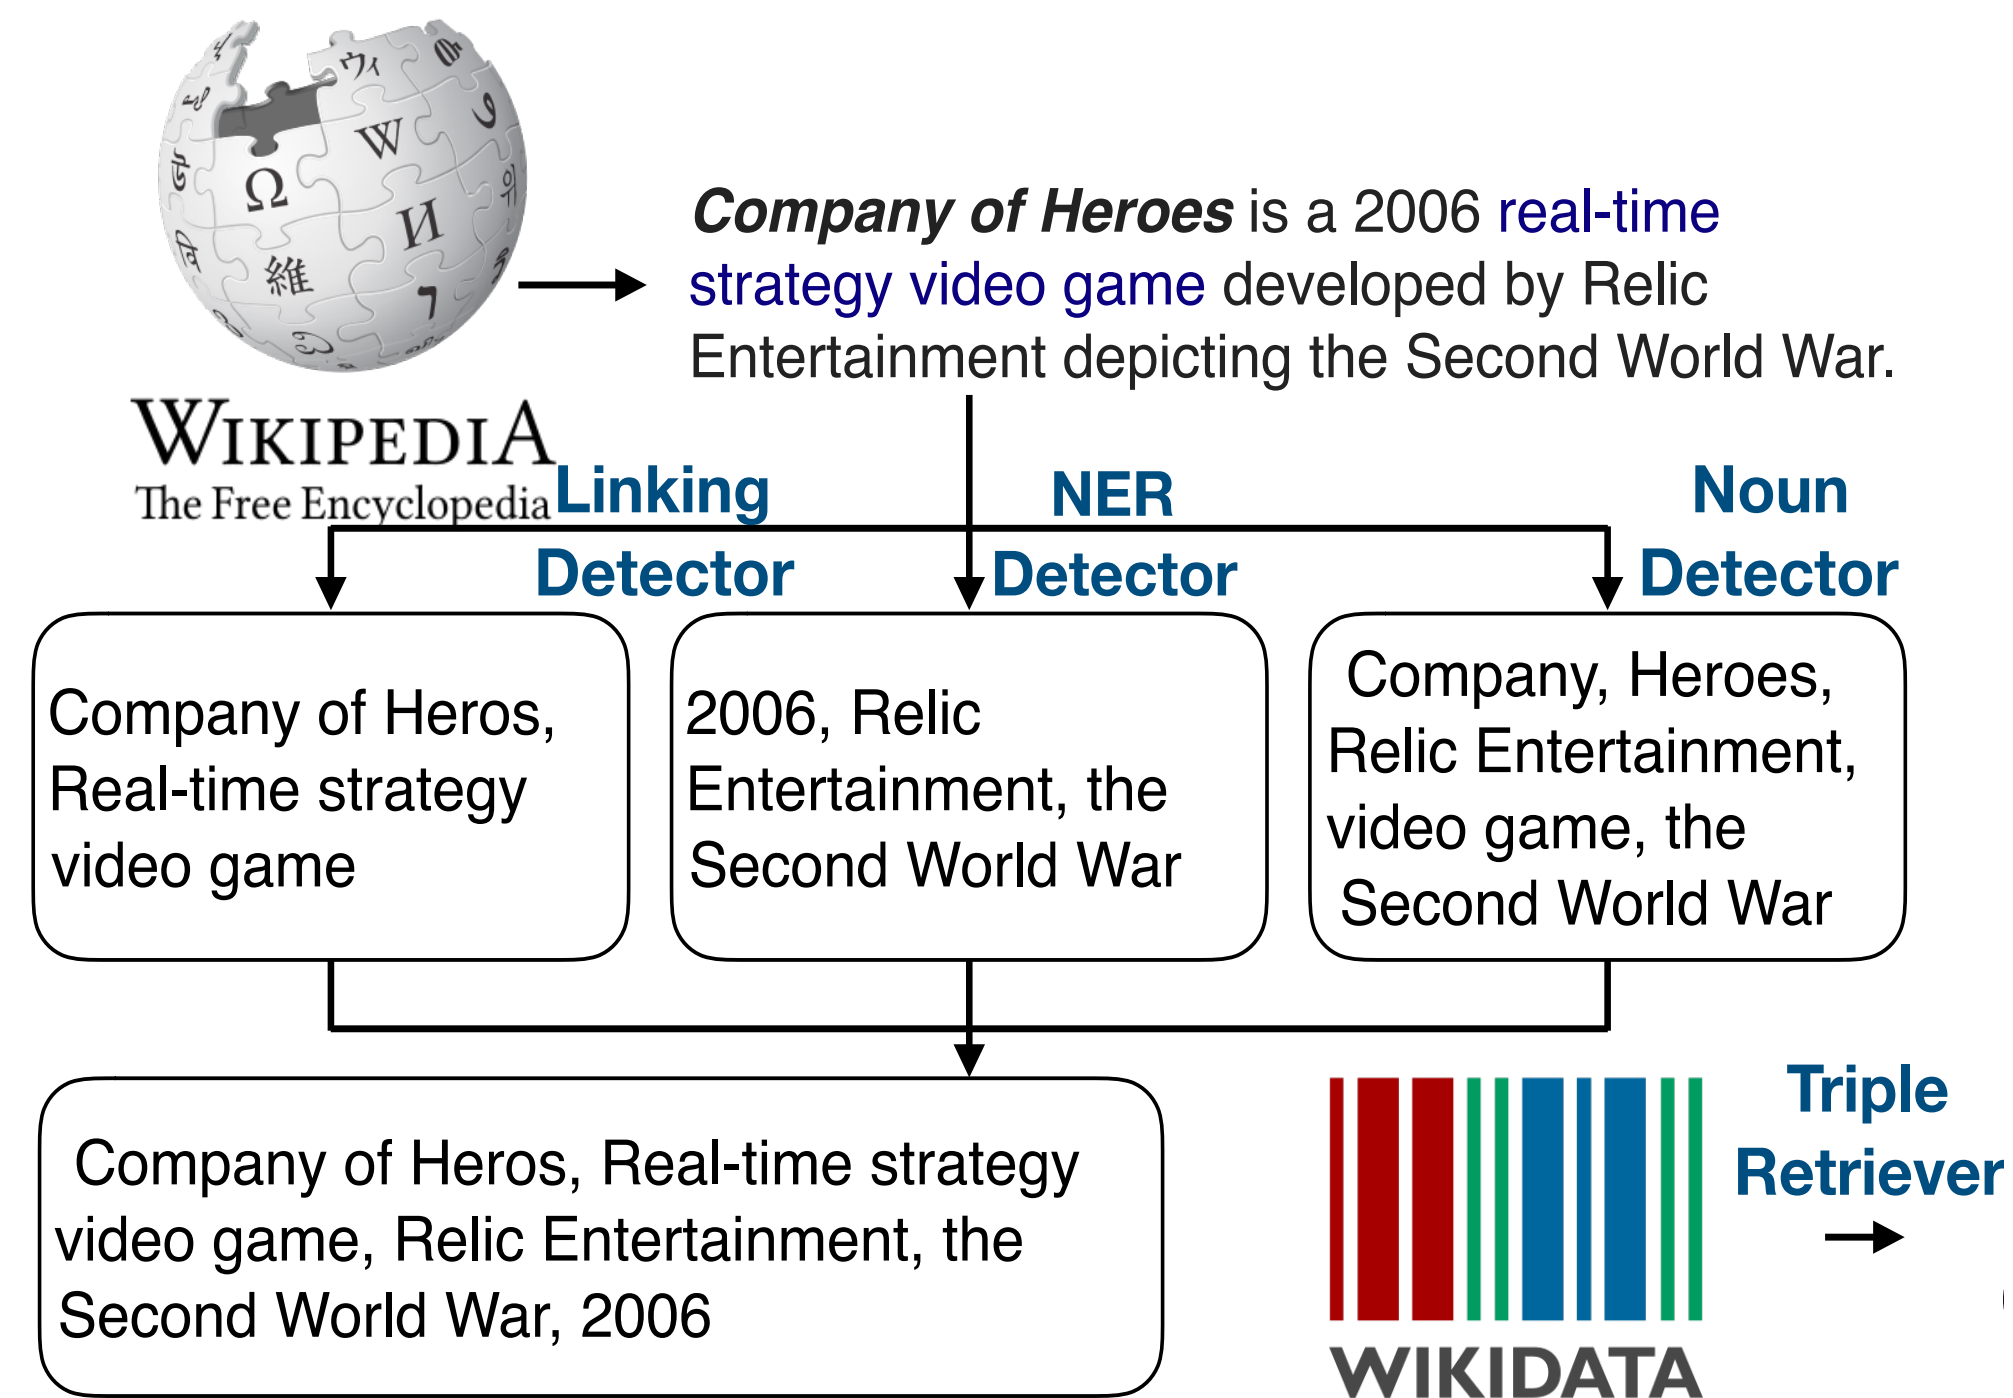 Company of Heroes is a 2006 real-time
strategy video game developed by Relic
Entertainment depicting the Second World War.
WIKIPEDIA
The Free Encyclopedia
Linking
Detector
NER
Detector
Noun
Detector
Company of Heros,
Real-time strategy
video game
2006, Relic
Entertainment, the
Second World War
Company, Heroes,
Relic Entertainment,
video game, the
Second World War
Company of Heros, Real-time strategy
video game, Relic Entertainment, the
Second World War, 2006
WIKIDATA
Triple
Retriever